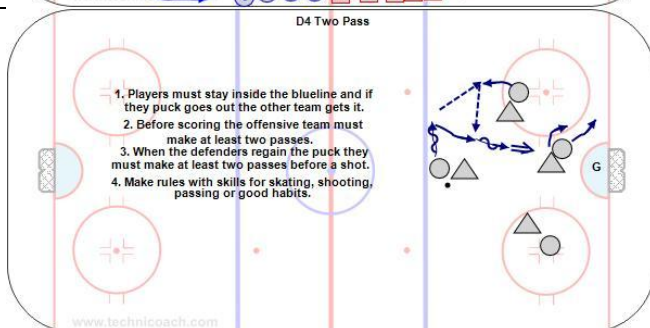 D4 Two Pass
1. Players must stay inside the blueline and if
they puck goes out the other team gets it.
2. Before scoring the offensive team must
make at least two passes.
3. When the defenders regain the puck they
must make at least two passes before a shot.
4. Make rules with skills for skating, shooting,
passing or good habits.
G
www.technicoach.com